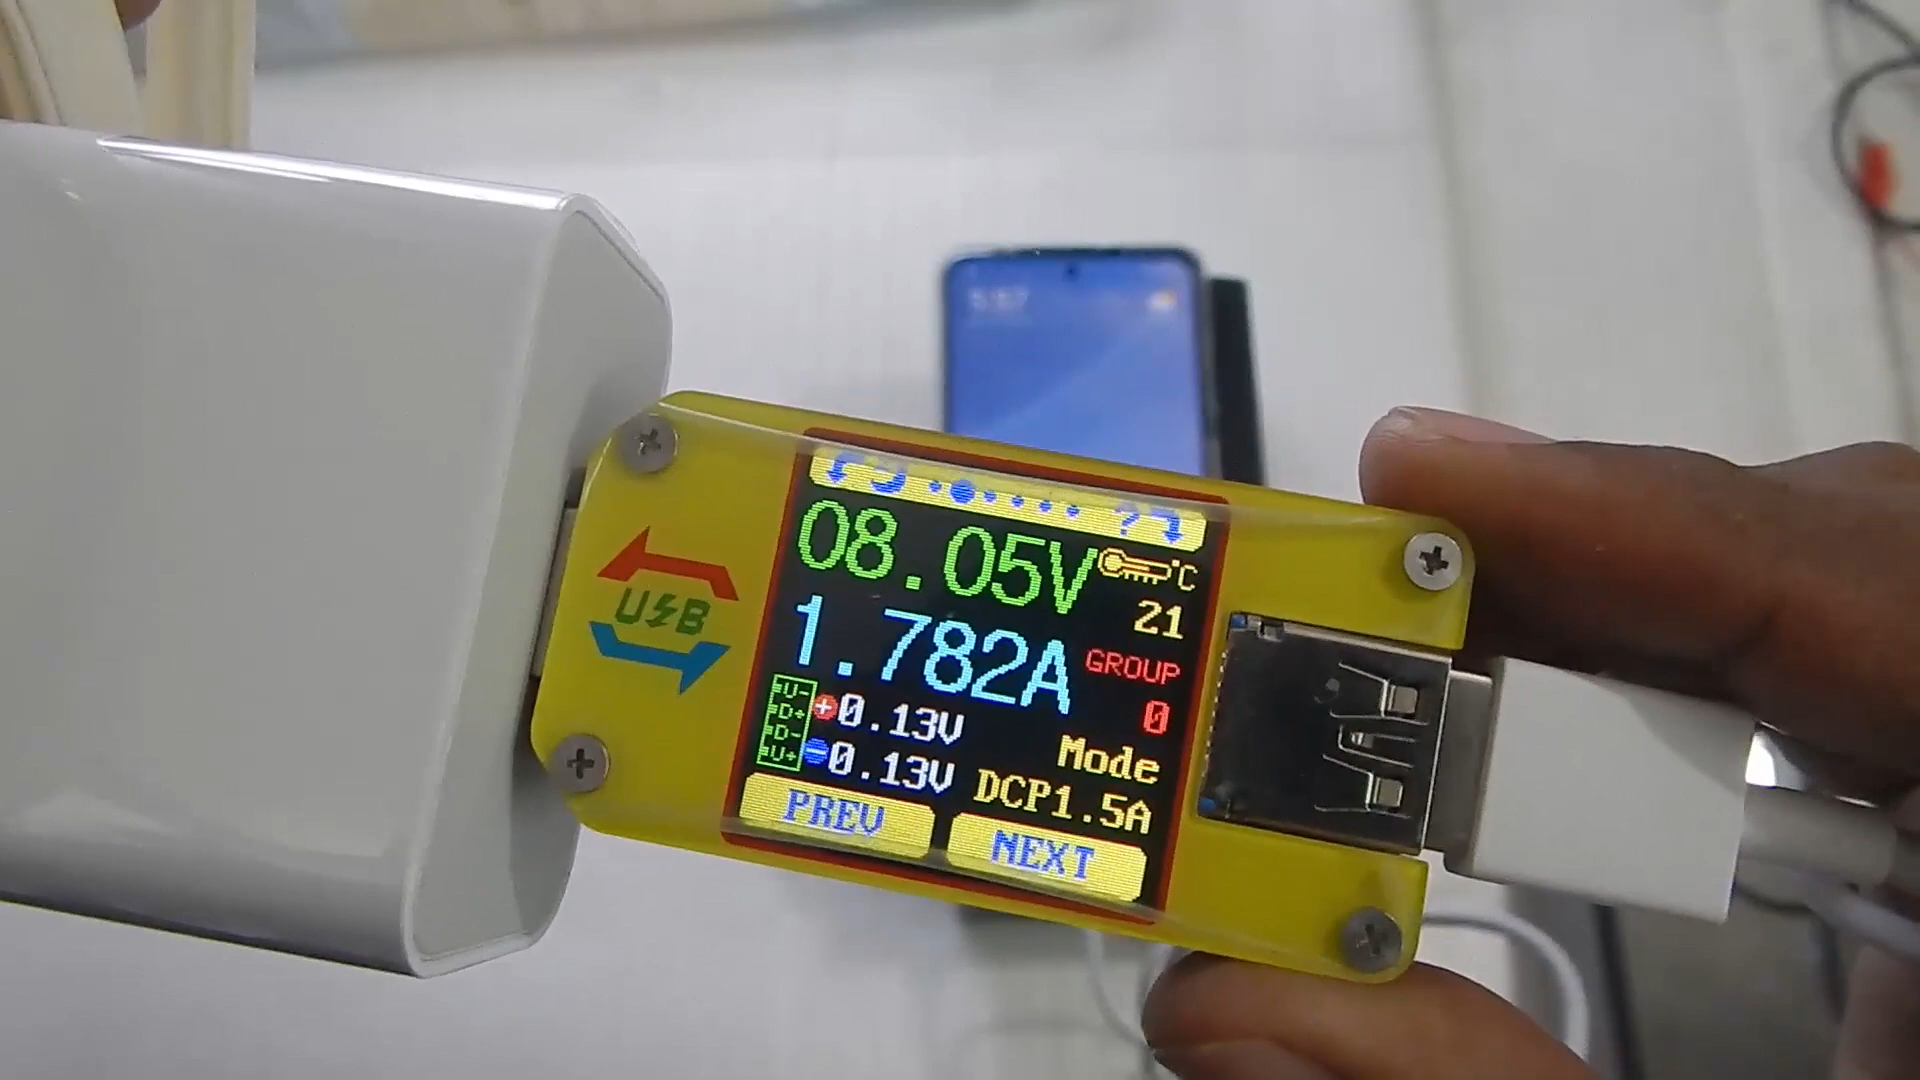 08.05V
°C
21
1.782A
GROUP
0
U-
D+
D-
U+
+0.13V
-0.13V
Mode
DCP1.5A
PREV
NEXT
USB